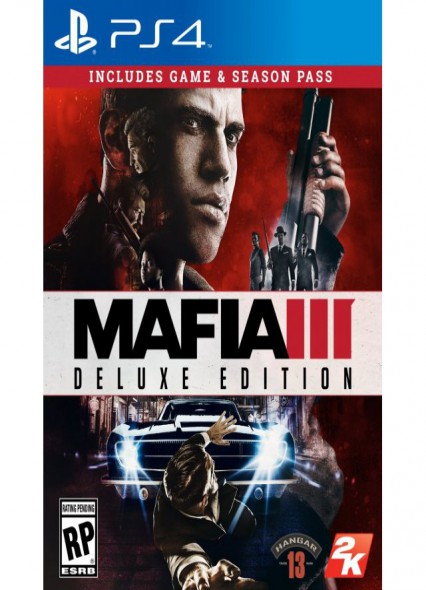 PS4
INCLUDES GAME & SEASON PASS
MAFIA III
DELUXE EDITION
RATING PENDING
RP
ESRB
HANGAR
13
2K